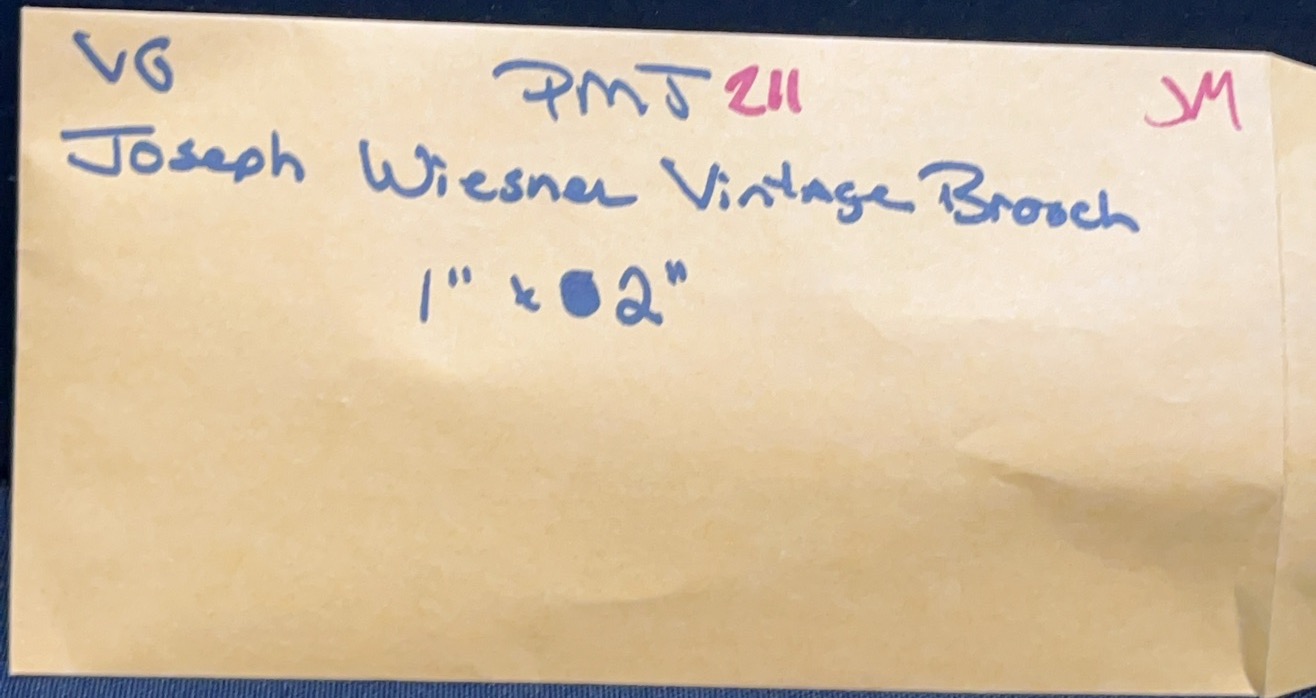 VG PMJ 211 JM
Joseph Wiesner Vintage Brooch
1" x 2"